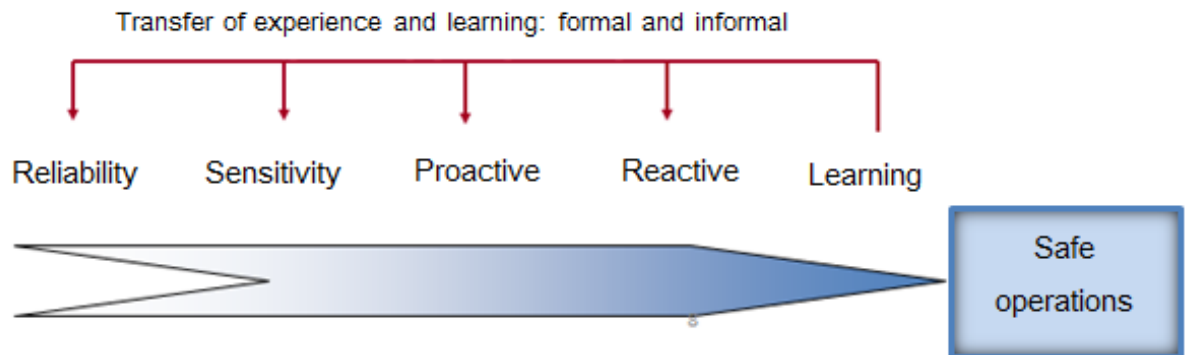 Transfer of experience and learning: formal and informal
Reliability Sensitivity Proactive Reactive Learning
Safe
operations